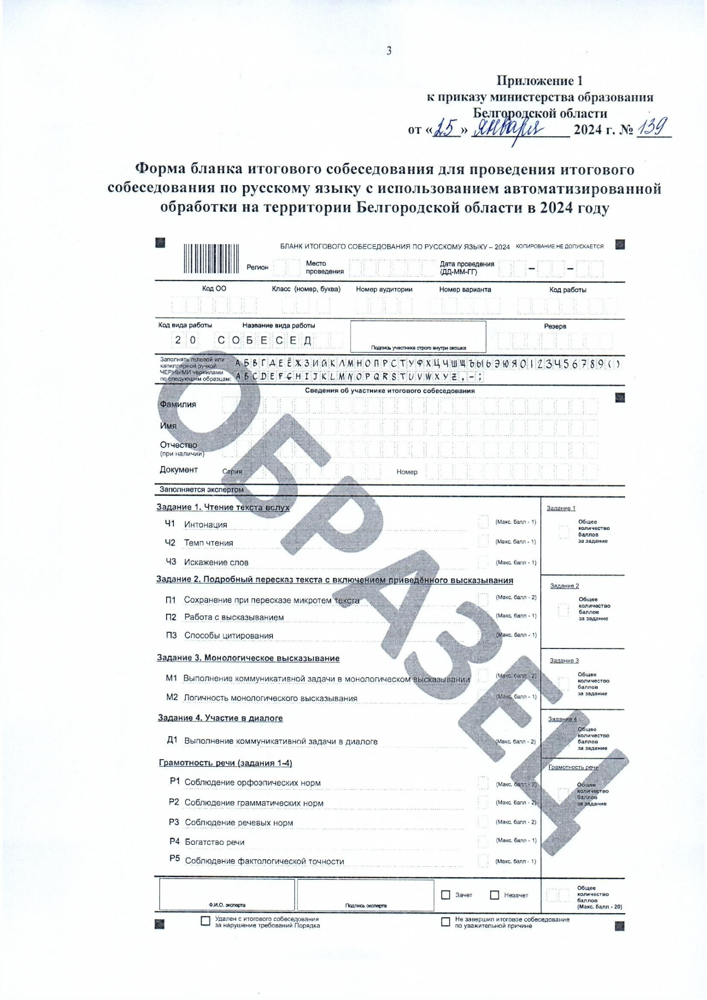 3
Приложение 1
к приказу министерства образования
Белгородской области
от «25» января 2024 г. № 139
Форма бланка итогового собеседования для проведения итогового
собеседования по русскому языку с использованием автоматизированной
обработки на территории Белгородской области в 2024 году
БЛАНК ИТОГОВОГО СОБЕСЕДОВАНИЯ ПО РУССКОМУ ЯЗЫКУ – 2024 КОПИРОВАНИЕ НЕ ДОПУСКАЕТСЯ
Регион Место проведения Дата проведения (ДД-ММ-ГГ) – –
Код ОО Класс (номер, буква) Номер аудитории Номер варианта Код работы
Код вида работы Название вида работы Резерв
20 СОБЕСЕД
Подпись участника строго внутри окошка
Заполнять гелевой или
капиллярной ручкой
ЧЕРНЫМИ чернилами
по следующим образцам:
АБВГДЕЁЖЗИЙКЛМНОПРСТУФХЦЧШЩЪЫЬЭЮЯ0123456789()
ABCDEFGHIJKLMNOPQRSTUVWXYZ,-;
Сведения об участнике итогового собеседования
Фамилия
Имя
Отчество
(при наличии)
Документ Серия Номер
Заполняется экспертом
Задание 1. Чтение текста вслух
Ч1 Интонация (Макс. балл - 1)
Ч2 Темп чтения (Макс. балл - 1)
Ч3 Искажение слов (Макс. балл - 1)
Задание 1
Общее
количество
баллов
за задание
Задание 2. Подробный пересказ текста с включением приведённого высказывания
П1 Сохранение при пересказе микротем текста (Макс. балл - 2)
П2 Работа с высказыванием (Макс. балл - 1)
П3 Способы цитирования (Макс. балл - 1)
Задание 2
Общее
количество
баллов
за задание
Задание 3. Монологическое высказывание
М1 Выполнение коммуникативной задачи в монологическом высказывании (Макс. балл - 2)
М2 Логичность монологического высказывания (Макс. балл - 1)
Задание 3
Общее
количество
баллов
за задание
Задание 4. Участие в диалоге
Д1 Выполнение коммуникативной задачи в диалоге (Макс. балл - 2)
Задание 4
Общее
количество
баллов
за задание
Грамотность речи (задания 1-4)
Р1 Соблюдение орфоэпических норм (Макс. балл - 2)
Р2 Соблюдение грамматических норм (Макс. балл - 2)
Р3 Соблюдение речевых норм (Макс. балл - 2)
Р4 Богатство речи (Макс. балл - 1)
Р5 Соблюдение фактологической точности (Макс. балл - 1)
Грамотность речи
Общее
количество
баллов
за задание
Ф.И.О. эксперта
Подпись эксперта
Зачет Незачет
Общее
количество
баллов
(Макс. балл - 20)
Удален с итогового собеседования
за нарушение требований Порядка
Не завершил итоговое собеседование
по уважительной причине
ОБРАЗЕЦ